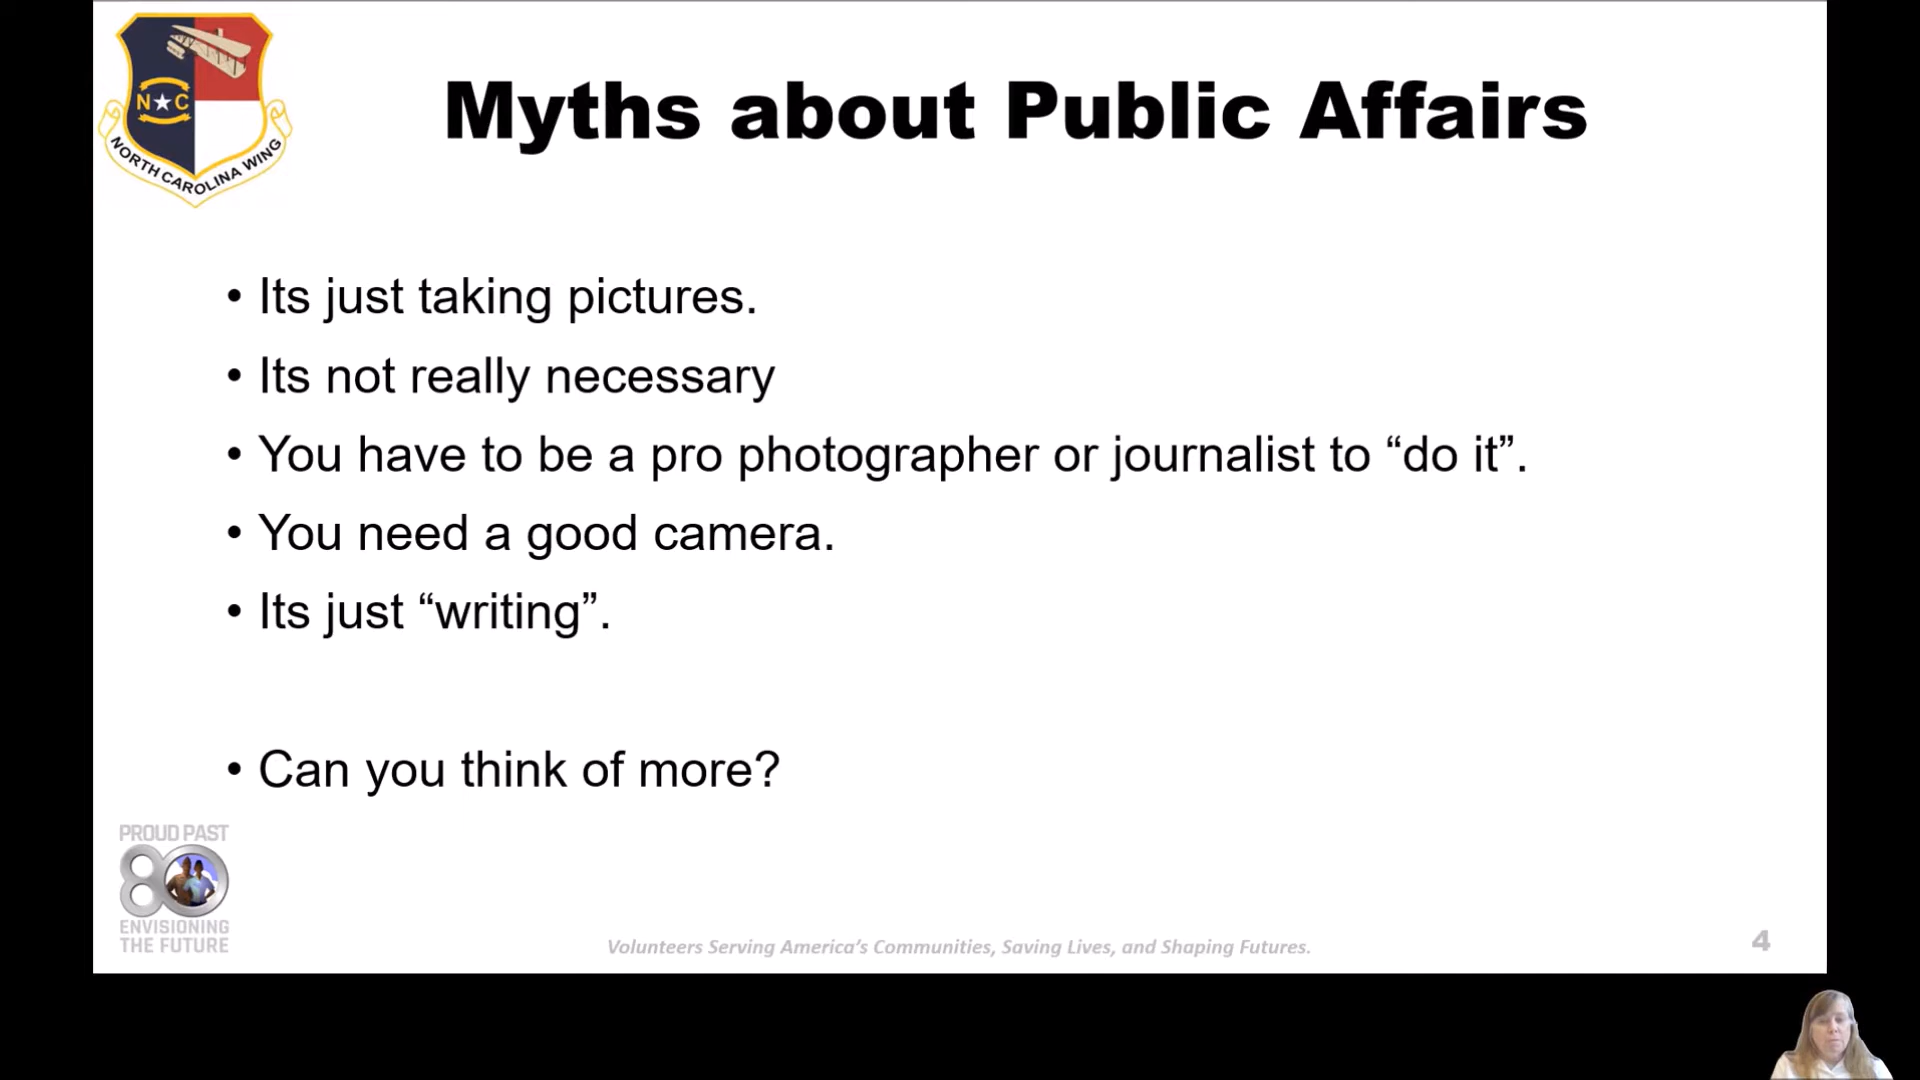 N★C
NORTH CAROLINA WING
Myths about Public Affairs
• Its just taking pictures.
• Its not really necessary
• You have to be a pro photographer or journalist to “do it”.
• You need a good camera.
• Its just “writing”.
• Can you think of more?
PROUD PAST
80
ENVISIONING
THE FUTURE
Volunteers Serving America’s Communities, Saving Lives, and Shaping Futures.
4